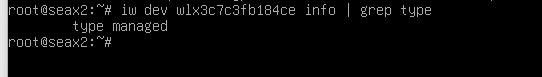 root@seax2:~# iw dev wlx3c7c3fb184ce info | grep type
        type managed
root@seax2:~#